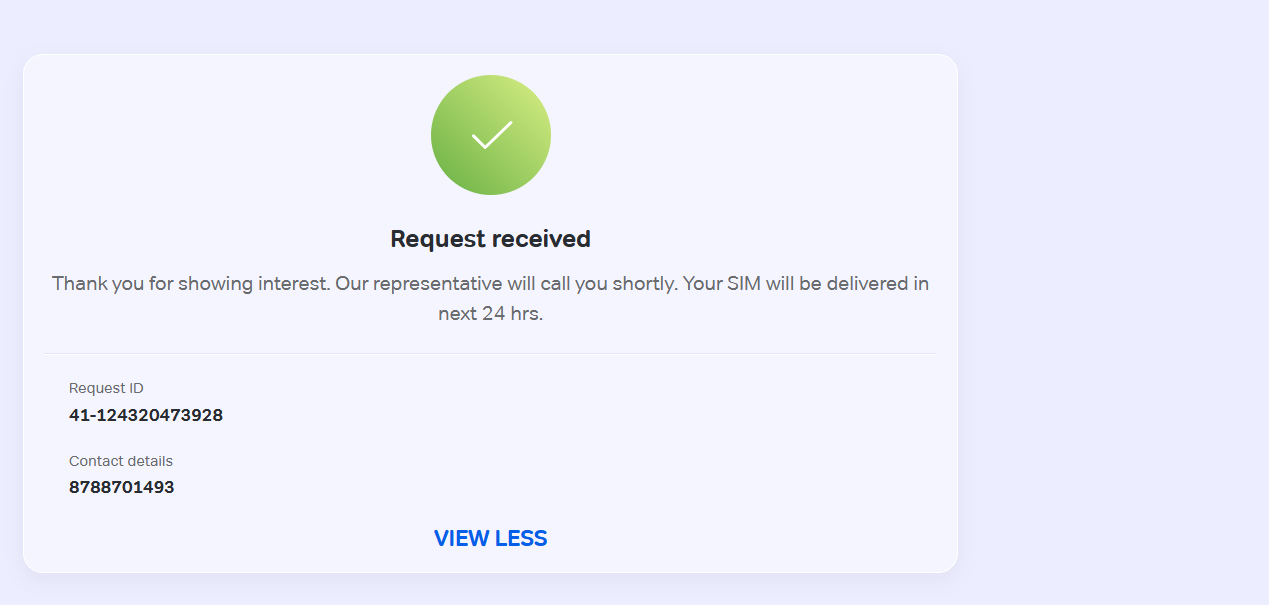 Request received
Thank you for showing interest. Our representative will call you shortly. Your SIM will be delivered in
next 24 hrs.
Request ID
41-124320473928
Contact details
8788701493
VIEW LESS